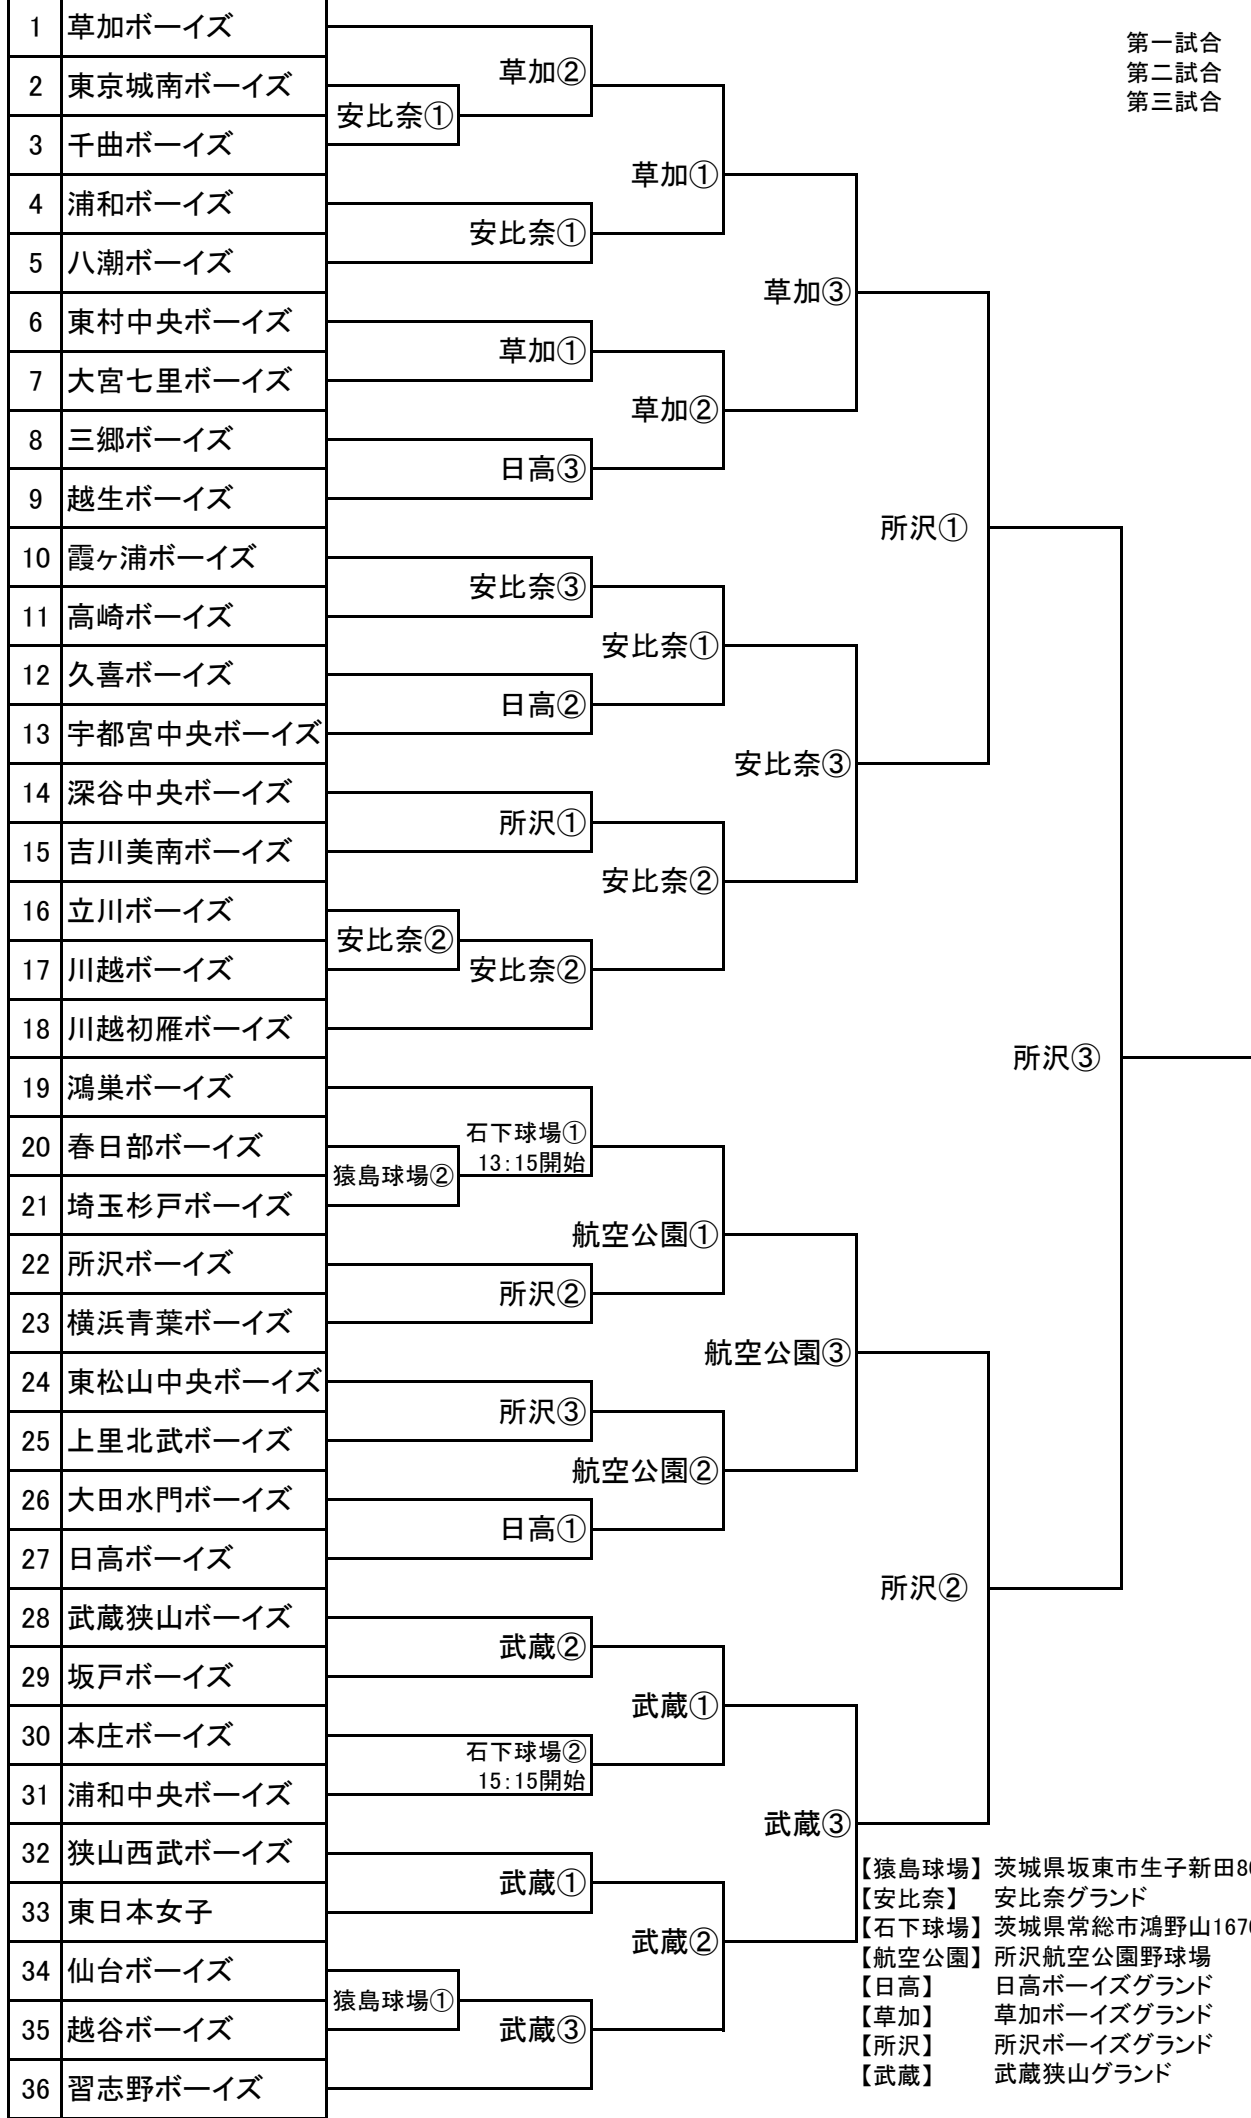 1 草加ボーイズ
2 東京城南ボーイズ
3 千曲ボーイズ
4 浦和ボーイズ
5 八潮ボーイズ
6 東村中央ボーイズ
7 大宮七里ボーイズ
8 三郷ボーイズ
9 越生ボーイズ
10 霞ヶ浦ボーイズ
11 高崎ボーイズ
12 久喜ボーイズ
13 宇都宮中央ボーイズ
14 深谷中央ボーイズ
15 吉川美南ボーイズ
16 立川ボーイズ
17 川越ボーイズ
18 川越初雁ボーイズ
19 鴻巣ボーイズ
20 春日部ボーイズ
21 埼玉杉戸ボーイズ
22 所沢ボーイズ
23 横浜青葉ボーイズ
24 東松山中央ボーイズ
25 上里北武ボーイズ
26 大田水門ボーイズ
27 日高ボーイズ
28 武蔵狭山ボーイズ
29 坂戸ボーイズ
30 本庄ボーイズ
31 浦和中央ボーイズ
32 狭山西武ボーイズ
33 東日本女子
34 仙台ボーイズ
35 越谷ボーイズ
36 習志野ボーイズ
安比奈①
安比奈②
猿島球場②
猿島球場①
草加②
安比奈①
草加①
日高③
安比奈③
日高②
所沢①
安比奈②
石下球場①
13:15開始
所沢②
所沢③
日高①
武蔵②
石下球場②
15:15開始
武蔵①
武蔵③
草加①
草加②
安比奈①
安比奈②
航空公園①
航空公園②
武蔵①
武蔵②
草加③
安比奈③
航空公園③
武蔵③
所沢①
所沢②
所沢③
第一試合
第二試合
第三試合
【猿島球場】 茨城県坂東市生子新田8
【安比奈】 安比奈グランド
【石下球場】 茨城県常総市鴻野山167
【航空公園】 所沢航空公園野球場
【日高】 日高ボーイズグランド
【草加】 草加ボーイズグランド
【所沢】 所沢ボーイズグランド
【武蔵】 武蔵狭山グランド